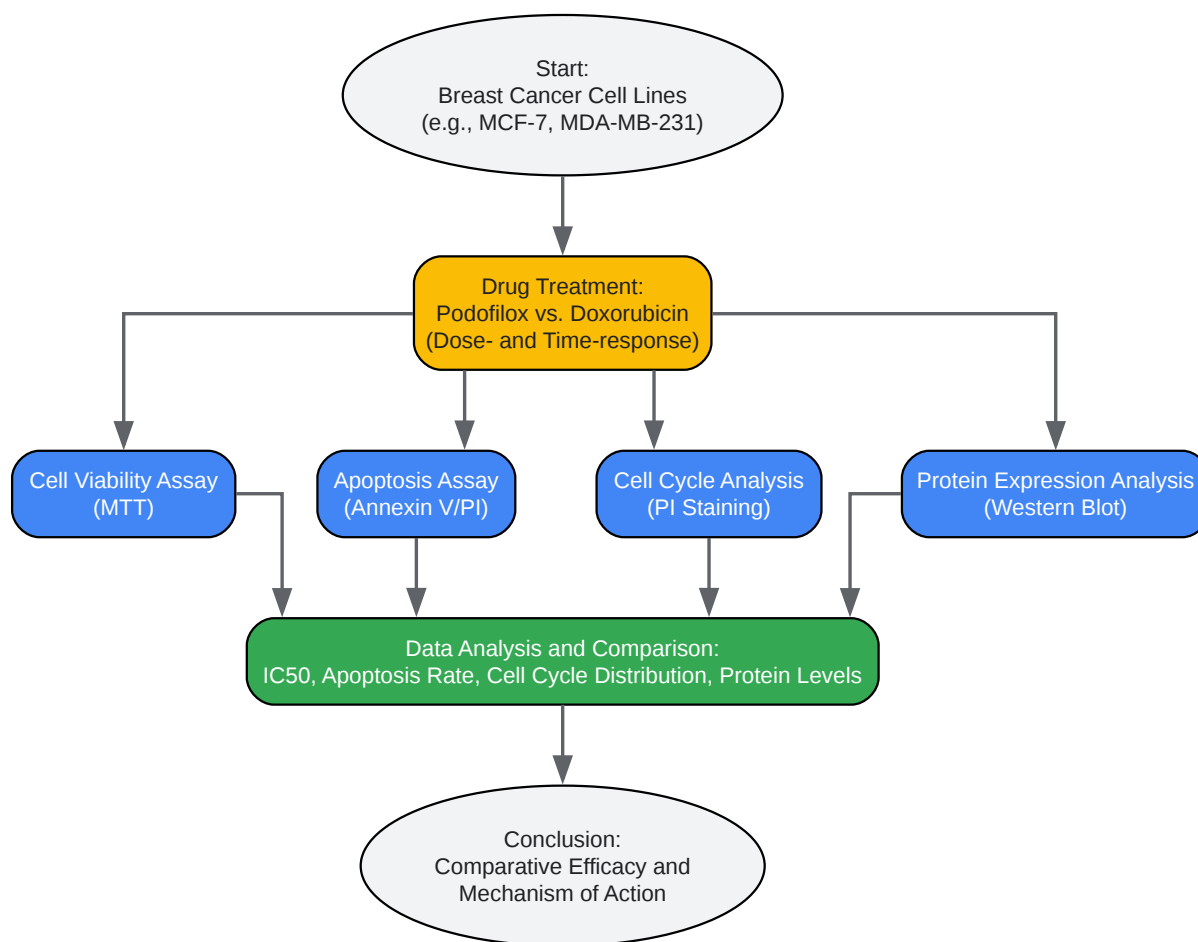 Start:
Breast Cancer Cell Lines
(e.g., MCF-7, MDA-MB-231)
Drug Treatment:
Podofilox vs. Doxorubicin
(Dose- and Time-response)
Cell Viability Assay
(MTT)
Apoptosis Assay
(Annexin V/PI)
Cell Cycle Analysis
(PI Staining)
Protein Expression Analysis
(Western Blot)
Data Analysis and Comparison:
IC50, Apoptosis Rate, Cell Cycle Distribution, Protein Levels
Conclusion:
Comparative Efficacy and
Mechanism of Action